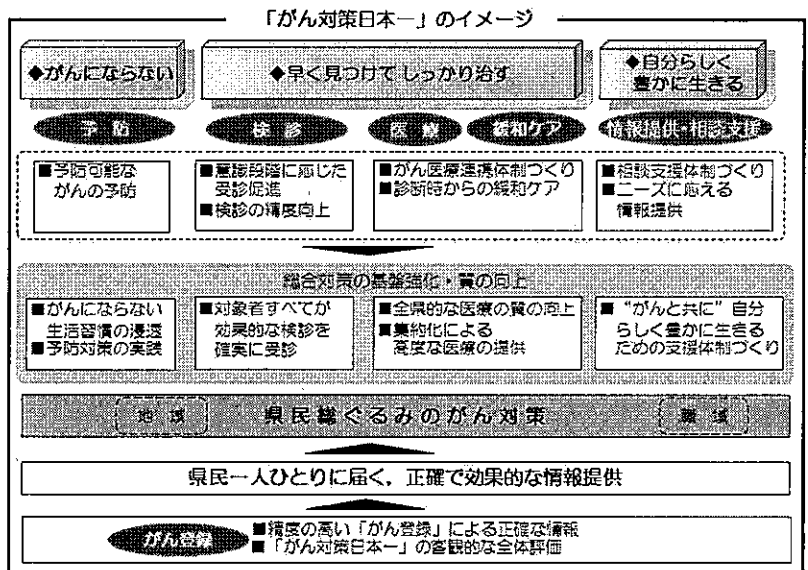 「がん対策日本一」のイメージ
◆がんにならない
◆早く見つけて しっかり治す
◆自分らしく
豊かに生きる
予 防
検 診
医 療
緩和ケア
情報提供・相談支援
■予防可能な
がんの予防
■意識段階に応じた
受診促進
■検診の精度向上
■がん医療連携体制づくり
■診断時からの緩和ケア
■相談支援体制づくり
■ニーズに応える
情報提供
総合対策の基盤強化・質の向上
■がんにならない
生活習慣の浸透
■予防対策の実践
■対象者すべてが
効果的な検診を
確実に受診
■全県的な医療の質の向上
■集約化による
高度な医療の提供
■“がんと共に”自分
らしく豊かに生きる
ための支援体制づくり
地 域
県民総ぐるみのがん対策
職 域
県民一人ひとりに届く,正確で効果的な情報提供
がん登録
■精度の高い「がん登録」による正確な情報
■「がん対策日本一」の客観的な全体評価